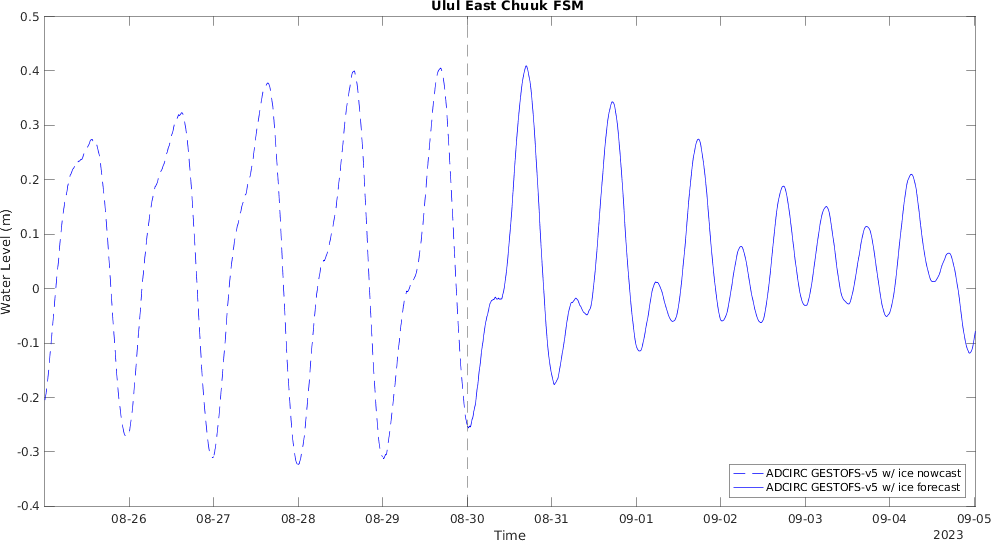 Ulul East Chuuk FSM
0.5
0.4
0.3
0.2
0.1
0
-0.1
-0.2
-0.3
-0.4
Water Level (m)
ADCIRC GESTOFS-v5 w/ ice nowcast
ADCIRC GESTOFS-v5 w/ ice forecast
08-26 08-27 08-28 08-29 08-30 08-31 09-01 09-02 09-03 09-04 09-05
Time
2023